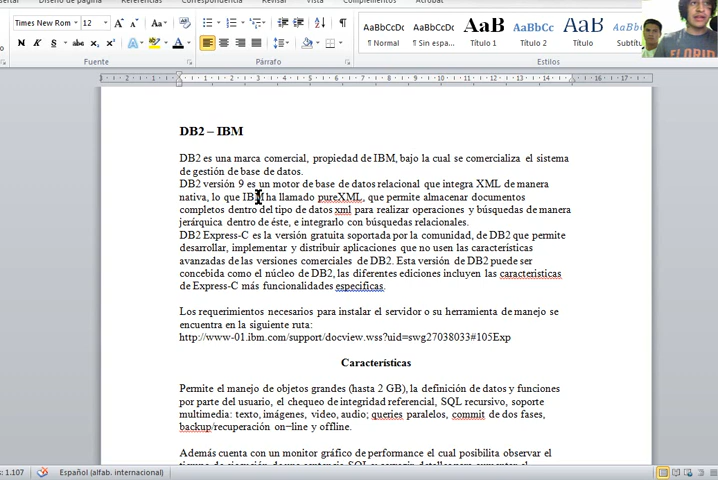 Diseño de página
Referencias
Correspondencia
Revisar
Vista
Complementos
Acrobat
Times New Rom
12
AaBbCcDc
AaBbCcDc
AaB
AaBbCc
AaB
AaBbCc
¶ Normal
¶ Sin espa...
Título 1
Título 2
Título
Subtít
Fuente
Párrafo
Estilos
FLORID
DB2 – IBM
DB2 es una marca comercial, propiedad de IBM, bajo la cual se comercializa el sistema
de gestión de base de datos.
DB2 versión 9 es un motor de base de datos relacional que integra XML de manera
nativa, lo que IBM ha llamado pureXML, que permite almacenar documentos
completos dentro del tipo de datos xml para realizar operaciones y búsquedas de manera
jerárquica dentro de éste, e integrarlo con búsquedas relacionales.
DB2 Express-C es la versión gratuita soportada por la comunidad, de DB2 que permite
desarrollar, implementar y distribuir aplicaciones que no usen las características
avanzadas de las versiones comerciales de DB2. Esta versión de DB2 puede ser
concebida como el núcleo de DB2, las diferentes ediciones incluyen las caracteristicas
de Express-C más funcionalidades especificas.
Los requerimientos necesarios para instalar el servidor o su herramienta de manejo se
encuentra en la siguiente ruta:
http://www-01.ibm.com/support/docview.wss?uid=swg27038033#105Exp
Características
Permite el manejo de objetos grandes (hasta 2 GB), la definición de datos y funciones
por parte del usuario, el chequeo de integridad referencial, SQL recursivo, soporte
multimedia: texto, imágenes, video, audio; queries paralelos, commit de dos fases,
backup/recuperación on−line y offline.
Además cuenta con un monitor gráfico de performance el cual posibilita observar el
s: 1.107
Español (alfab. internacional)